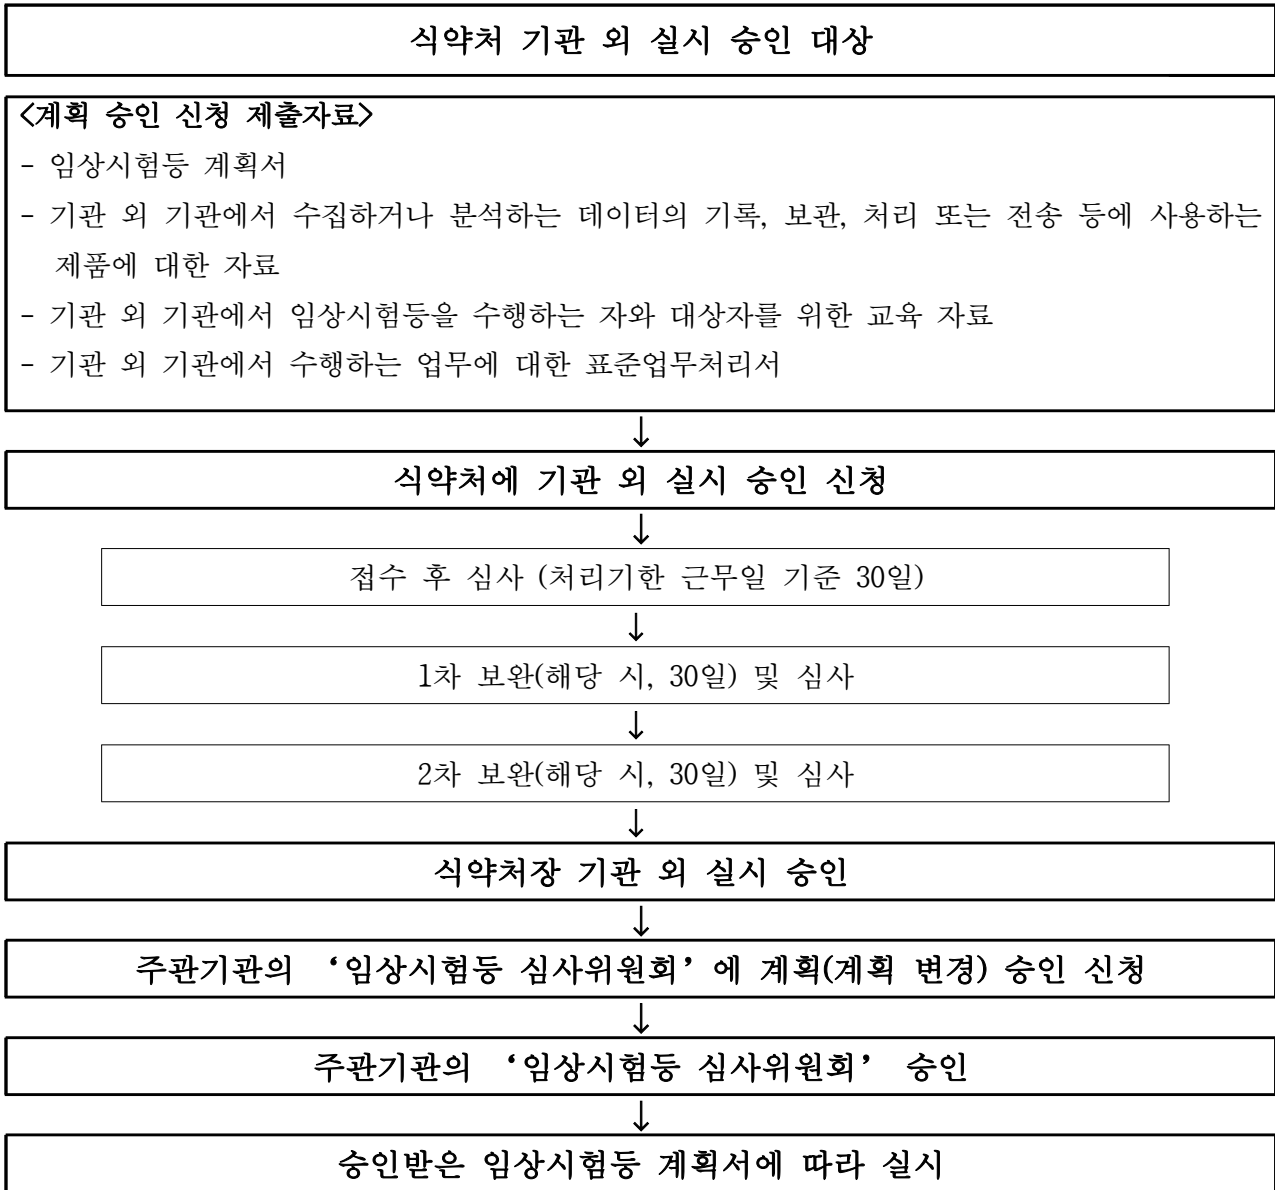 식약처 기관 외 실시 승인 대상
<계획 승인 신청 제출자료>
- 임상시험등 계획서
- 기관 외 기관에서 수집하거나 분석하는 데이터의 기록, 보관, 처리 또는 전송 등에 사용하는
제품에 대한 자료
- 기관 외 기관에서 임상시험등을 수행하는 자와 대상자를 위한 교육 자료
- 기관 외 기관에서 수행하는 업무에 대한 표준업무처리서
↓
식약처에 기관 외 실시 승인 신청
↓
접수 후 심사 (처리기한 근무일 기준 30일)
↓
1차 보완(해당 시, 30일) 및 심사
↓
2차 보완(해당 시, 30일) 및 심사
↓
식약처장 기관 외 실시 승인
↓
주관기관의 ‘임상시험등 심사위원회’에 계획(계획 변경) 승인 신청
↓
주관기관의 ‘임상시험등 심사위원회’ 승인
↓
승인받은 임상시험등 계획서에 따라 실시